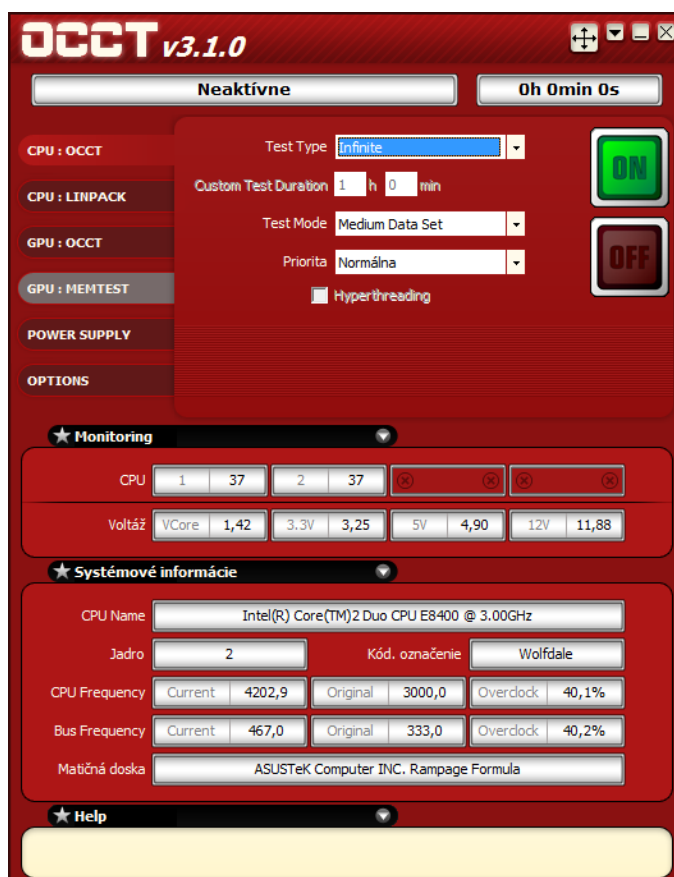 OCCT v3.1.0
Neaktívne 0h 0min 0s
CPU : OCCT
CPU : LINPACK
GPU : OCCT
GPU : MEMTEST
POWER SUPPLY
OPTIONS
Test Type Infinite
Custom Test Duration 1 h 0 min
Test Mode Medium Data Set
Priorita Normálna
Hyperthreading
ON
OFF
Monitoring
CPU 1 37 2 37
Voltáž VCore 1,42 3.3V 3,25 5V 4,90 12V 11,88
Systémové informácie
CPU Name Intel(R) Core(TM)2 Duo CPU E8400 @ 3.00GHz
Jadro 2 Kód. označenie Wolfdale
CPU Frequency Current 4202,9 Original 3000,0 Overclock 40,1%
Bus Frequency Current 467,0 Original 333,0 Overclock 40,2%
Matičná doska ASUSTeK Computer INC. Rampage Formula
Help